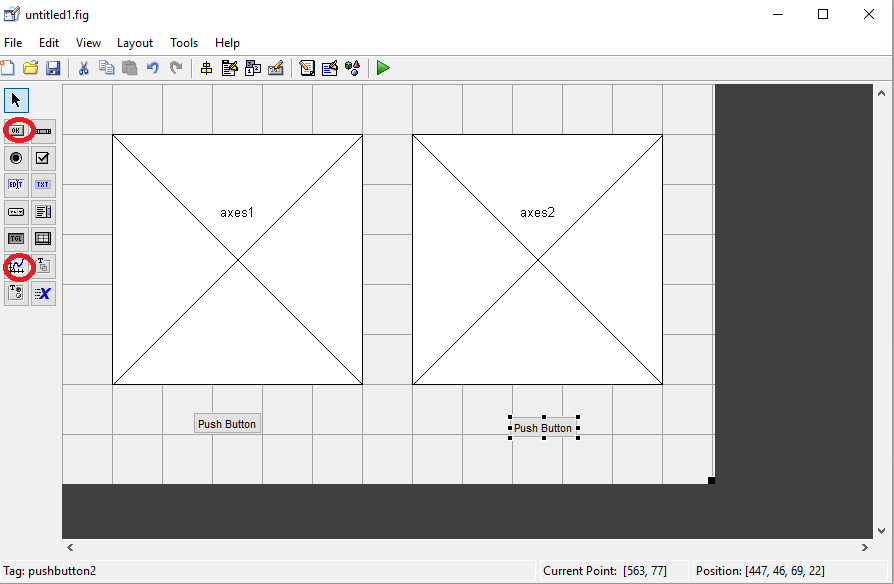 untitled1.fig
File Edit View Layout Tools Help
OK
EDIT TXT
TGL
axes1 axes2
Push Button
Push Button
Tag: pushbutton2 Current Point: [563, 77] Position: [447, 46, 69, 22]